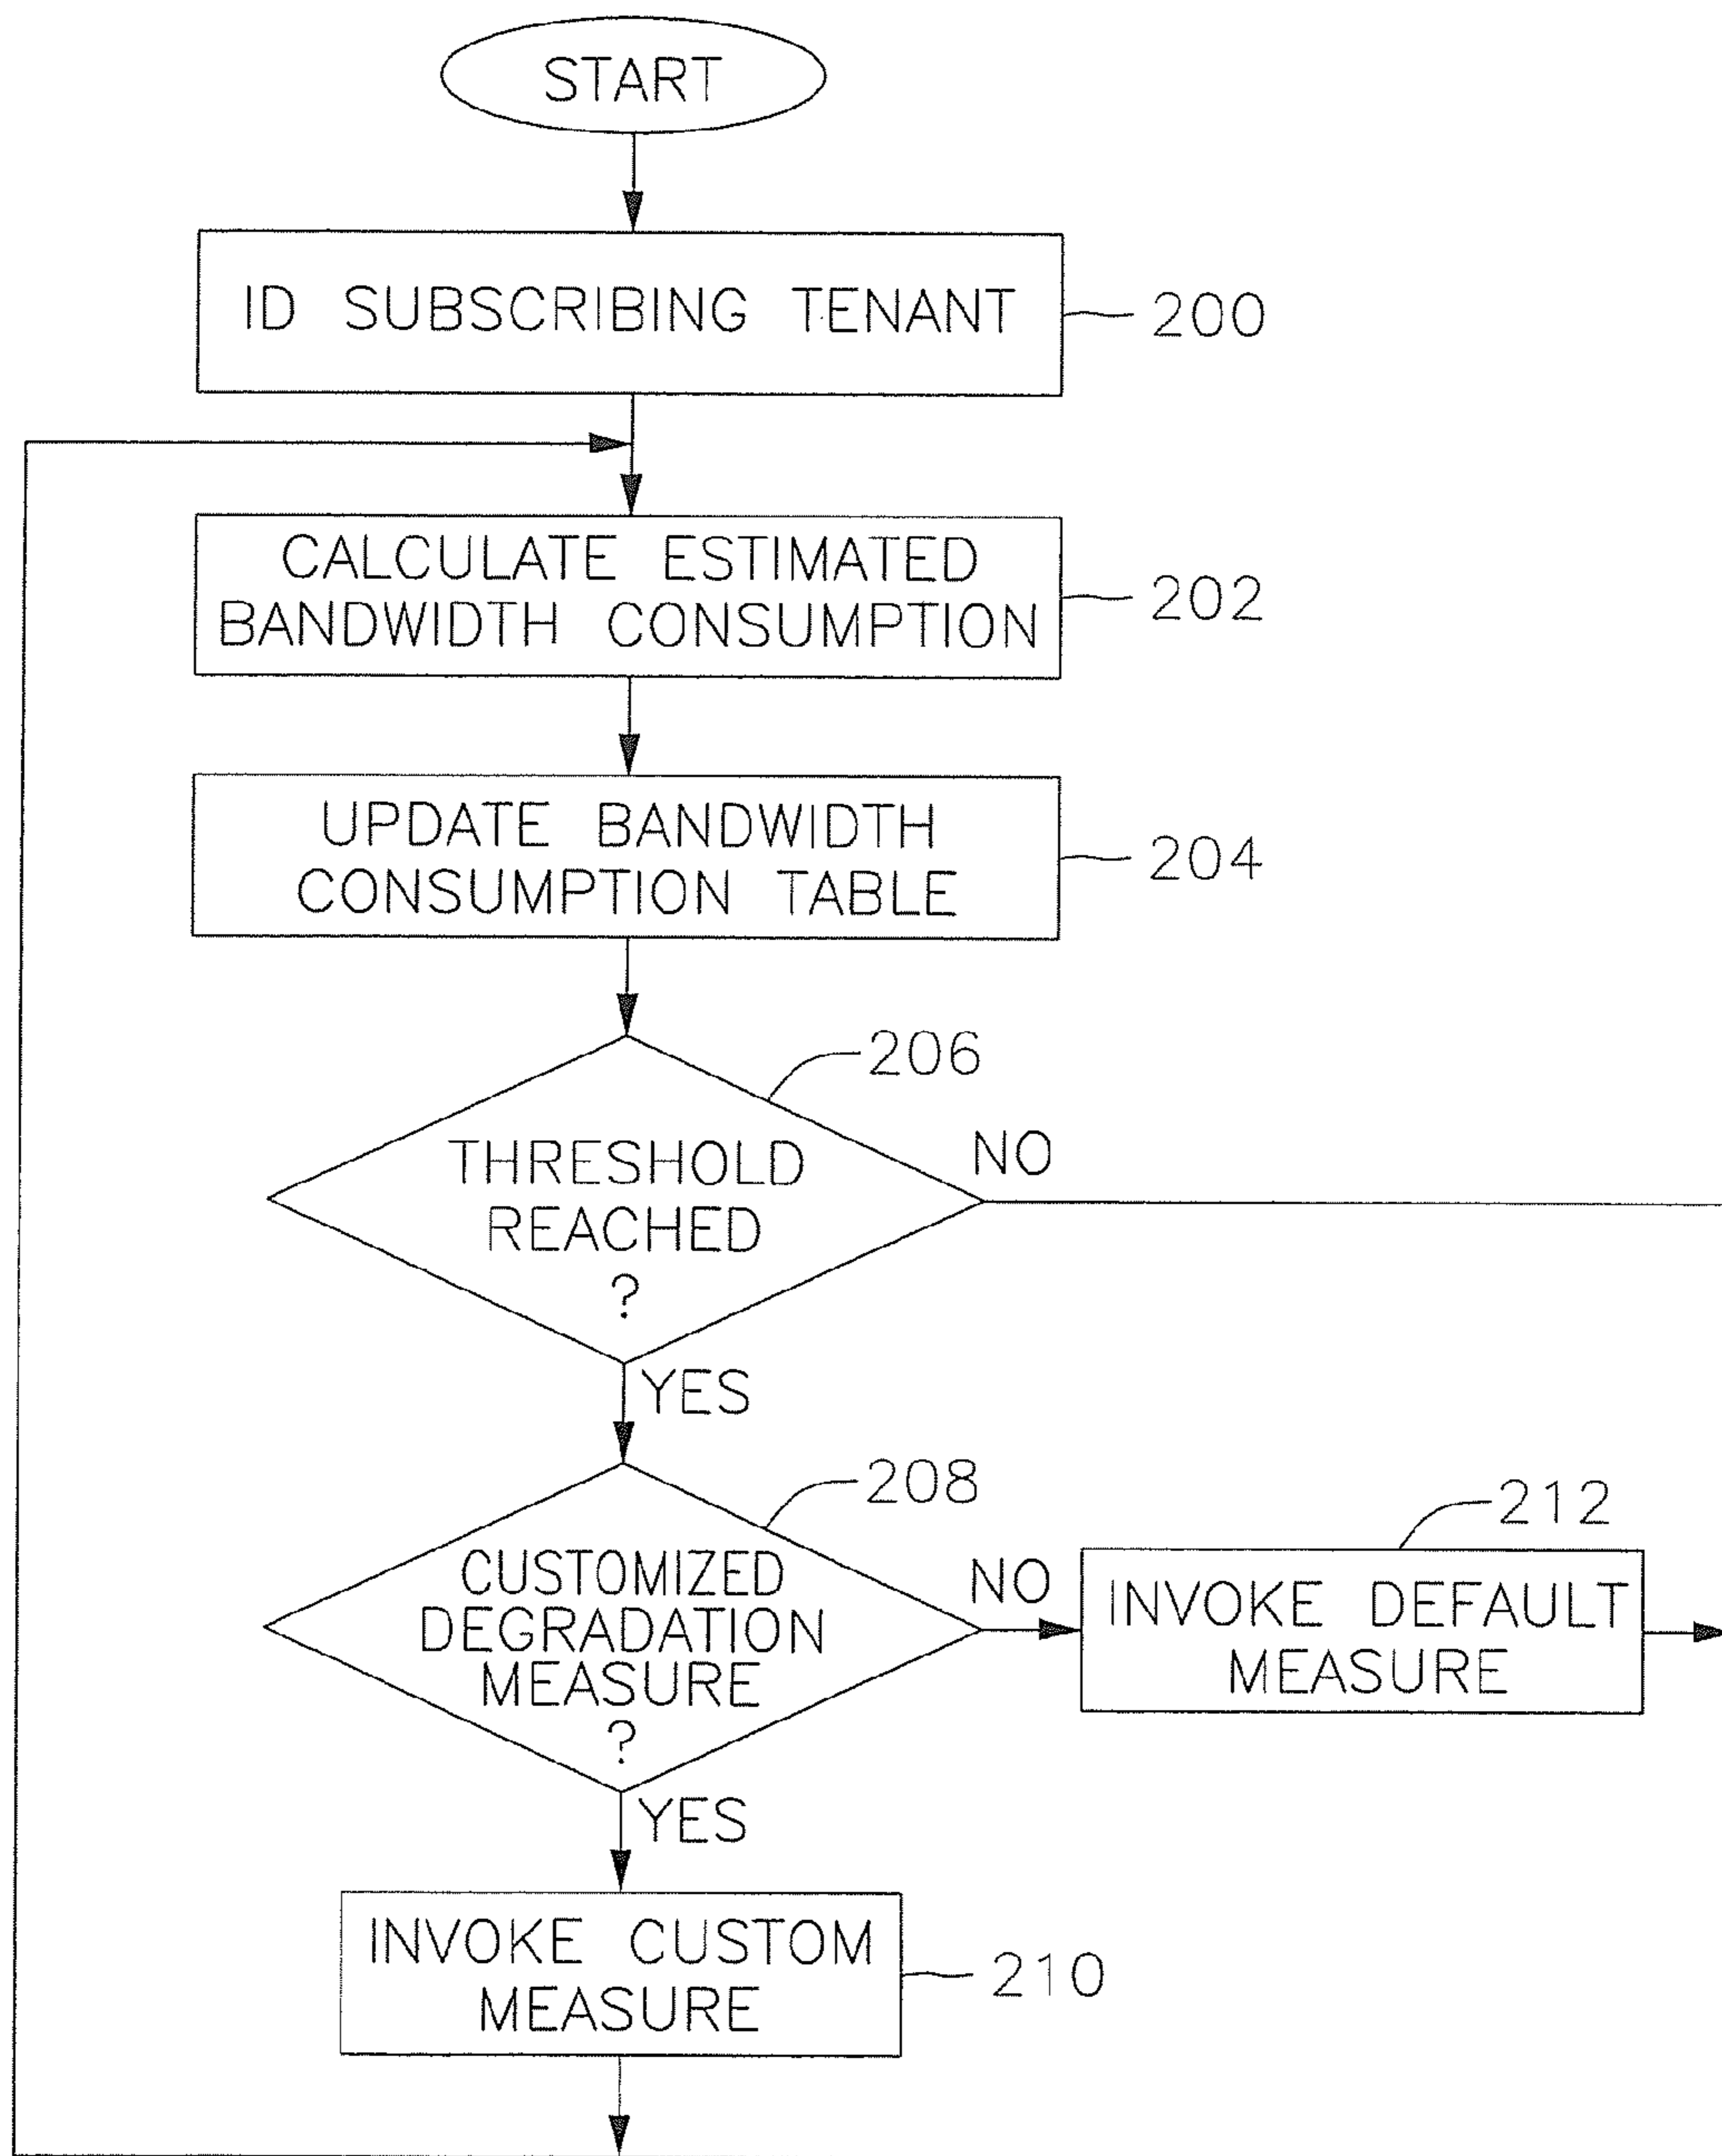 START
ID SUBSCRIBING TENANT
200
CALCULATE ESTIMATED
BANDWIDTH CONSUMPTION
202
UPDATE BANDWIDTH
CONSUMPTION TABLE
204
206
THRESHOLD
REACHED
?
NO
YES
208
CUSTOMIZED
DEGRADATION
MEASURE
?
NO
212
INVOKE DEFAULT
MEASURE
YES
INVOKE CUSTOM
MEASURE
210